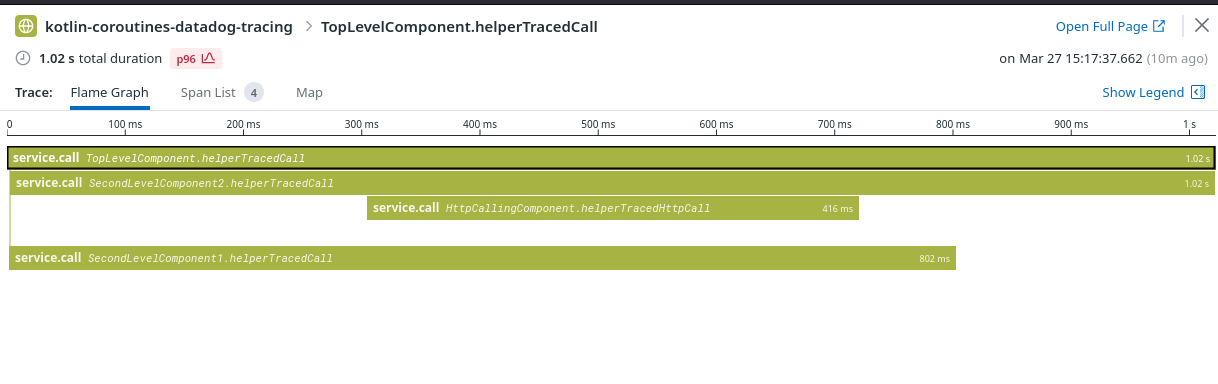 kotlin-coroutines-datadog-tracing > TopLevelComponent.helperTracedCall Open Full Page
1.02 s total duration p96 on Mar 27 15:17:37.662 (10m ago)
Trace: Flame Graph Span List 4 Map Show Legend
0 100 ms 200 ms 300 ms 400 ms 500 ms 600 ms 700 ms 800 ms 900 ms 1 s
service.call TopLevelComponent.helperTracedCall 1.02 s
service.call SecondLevelComponent2.helperTracedCall 1.02 s
service.call HttpCallingComponent.helperTracedHttpCall 416 ms
service.call SecondLevelComponent1.helperTracedCall 802 ms